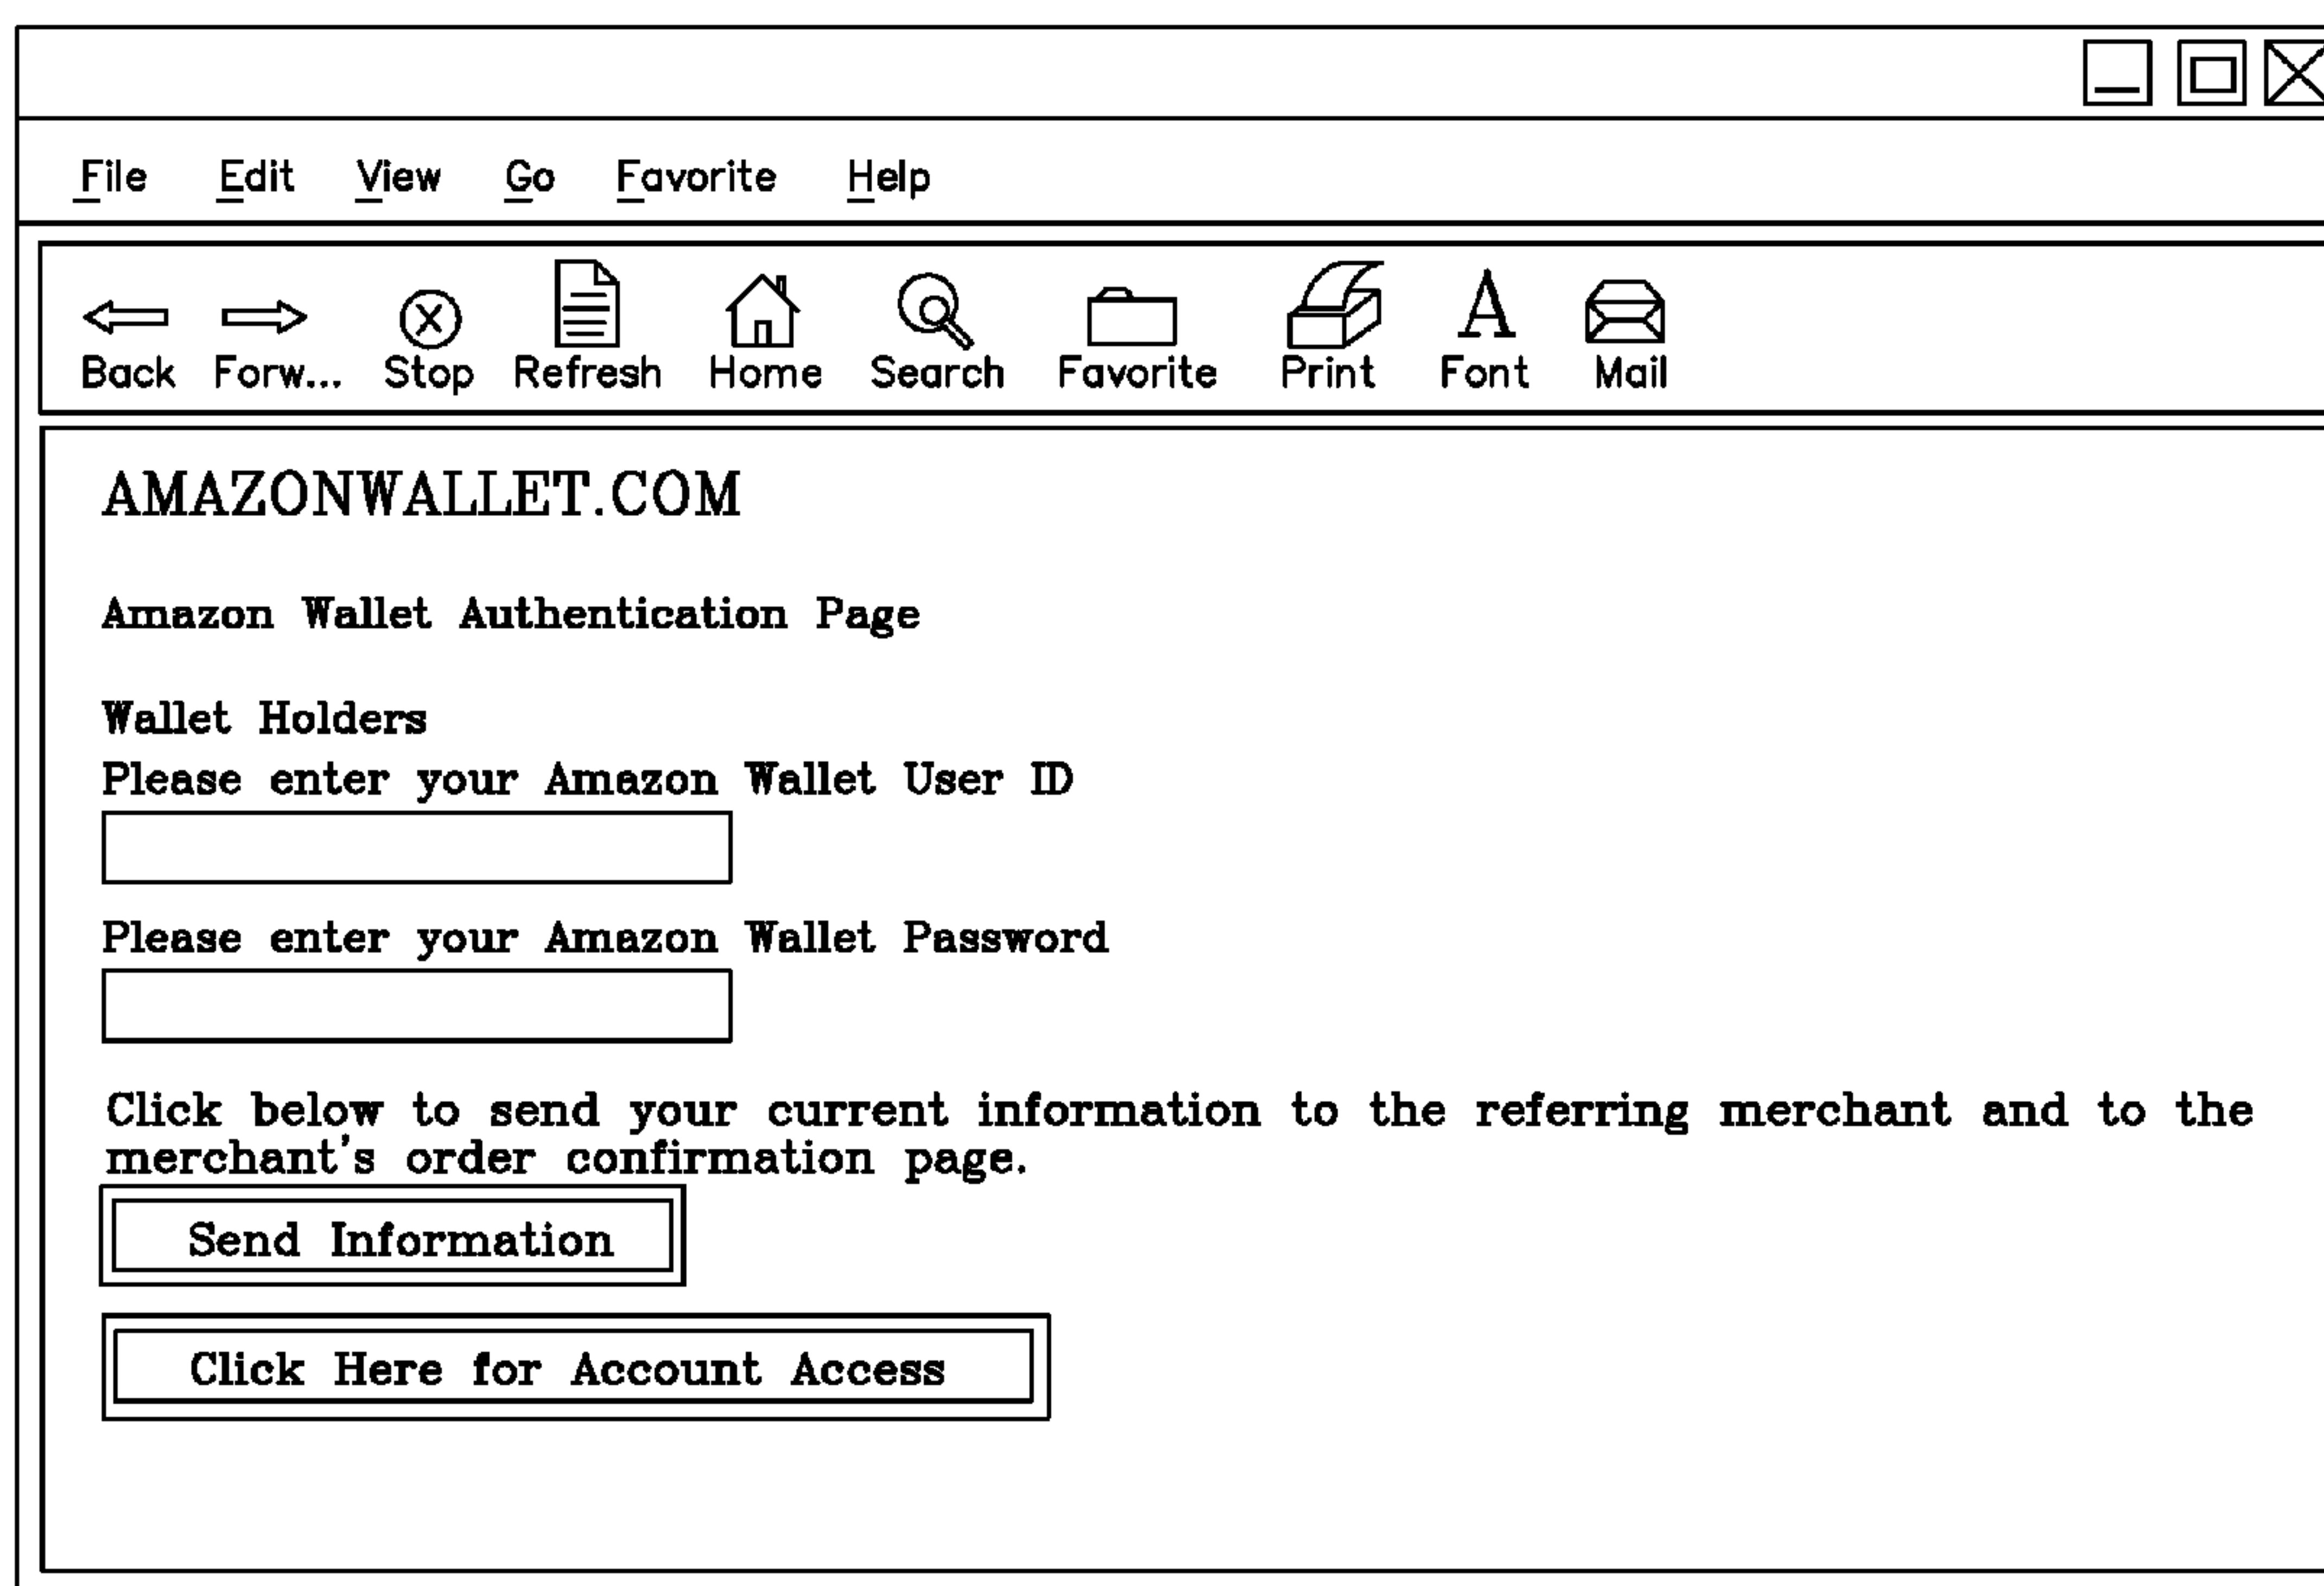 File Edit View Go Favorite Help
Back Forw... Stop Refresh Home Search Favorite Print Font Mail
AMAZONWALLET.COM
Amazon Wallet Authentication Page
Wallet Holders
Please enter your Amazon Wallet User ID
Please enter your Amazon Wallet Password
Click below to send your current information to the referring merchant and to the
merchant's order confirmation page.
Send Information
Click Here for Account Access